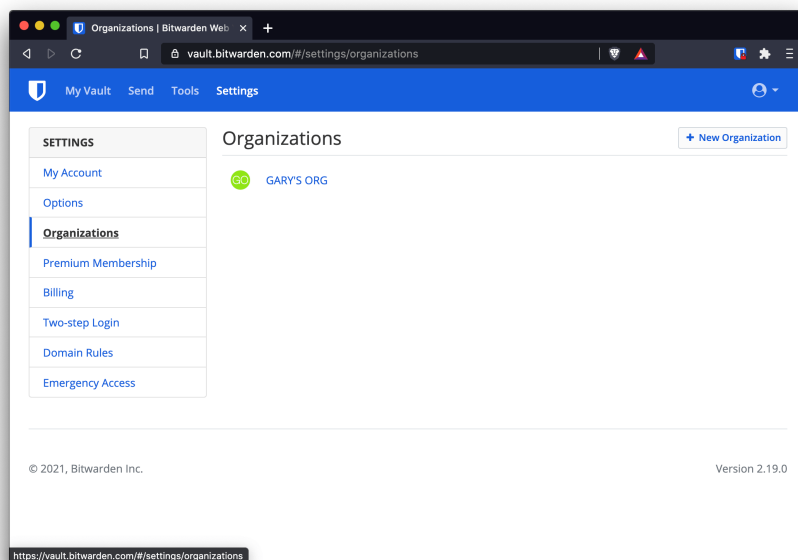 Organizations | Bitwarden Web
vault.bitwarden.com/#/settings/organizations
My Vault Send Tools Settings
SETTINGS
My Account
Options
Organizations
Premium Membership
Billing
Two-step Login
Domain Rules
Emergency Access
Organizations
+ New Organization
GO GARY'S ORG
© 2021, Bitwarden Inc.
Version 2.19.0
https://vault.bitwarden.com/#/settings/organizations